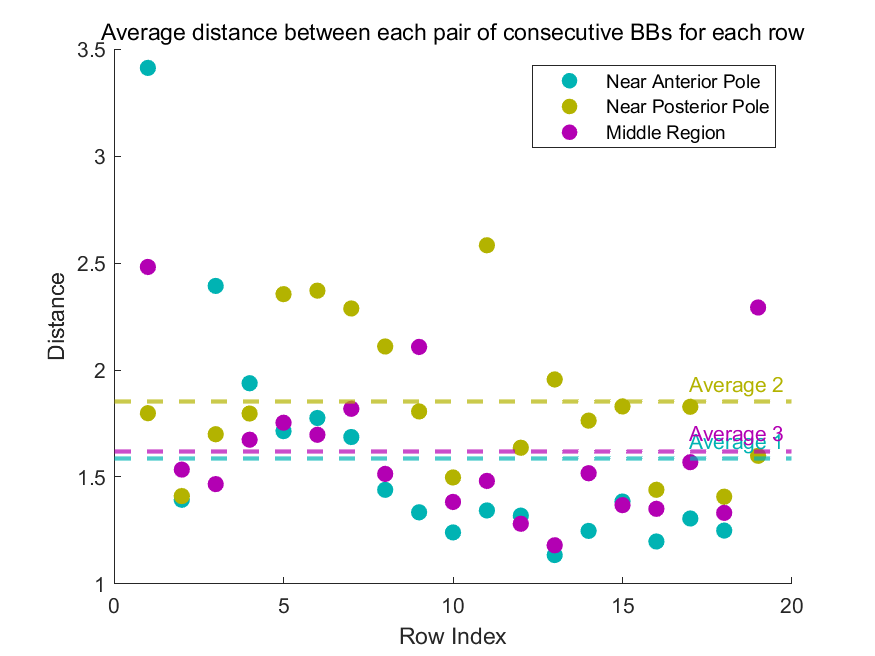 Average distance between each pair of consecutive BBs for each row
Near Anterior Pole
Near Posterior Pole
Middle Region
3.5
3
2.5
2
1.5
1
Distance
Average 2
Average 3
Average 1
0
5
10
15
20
Row Index